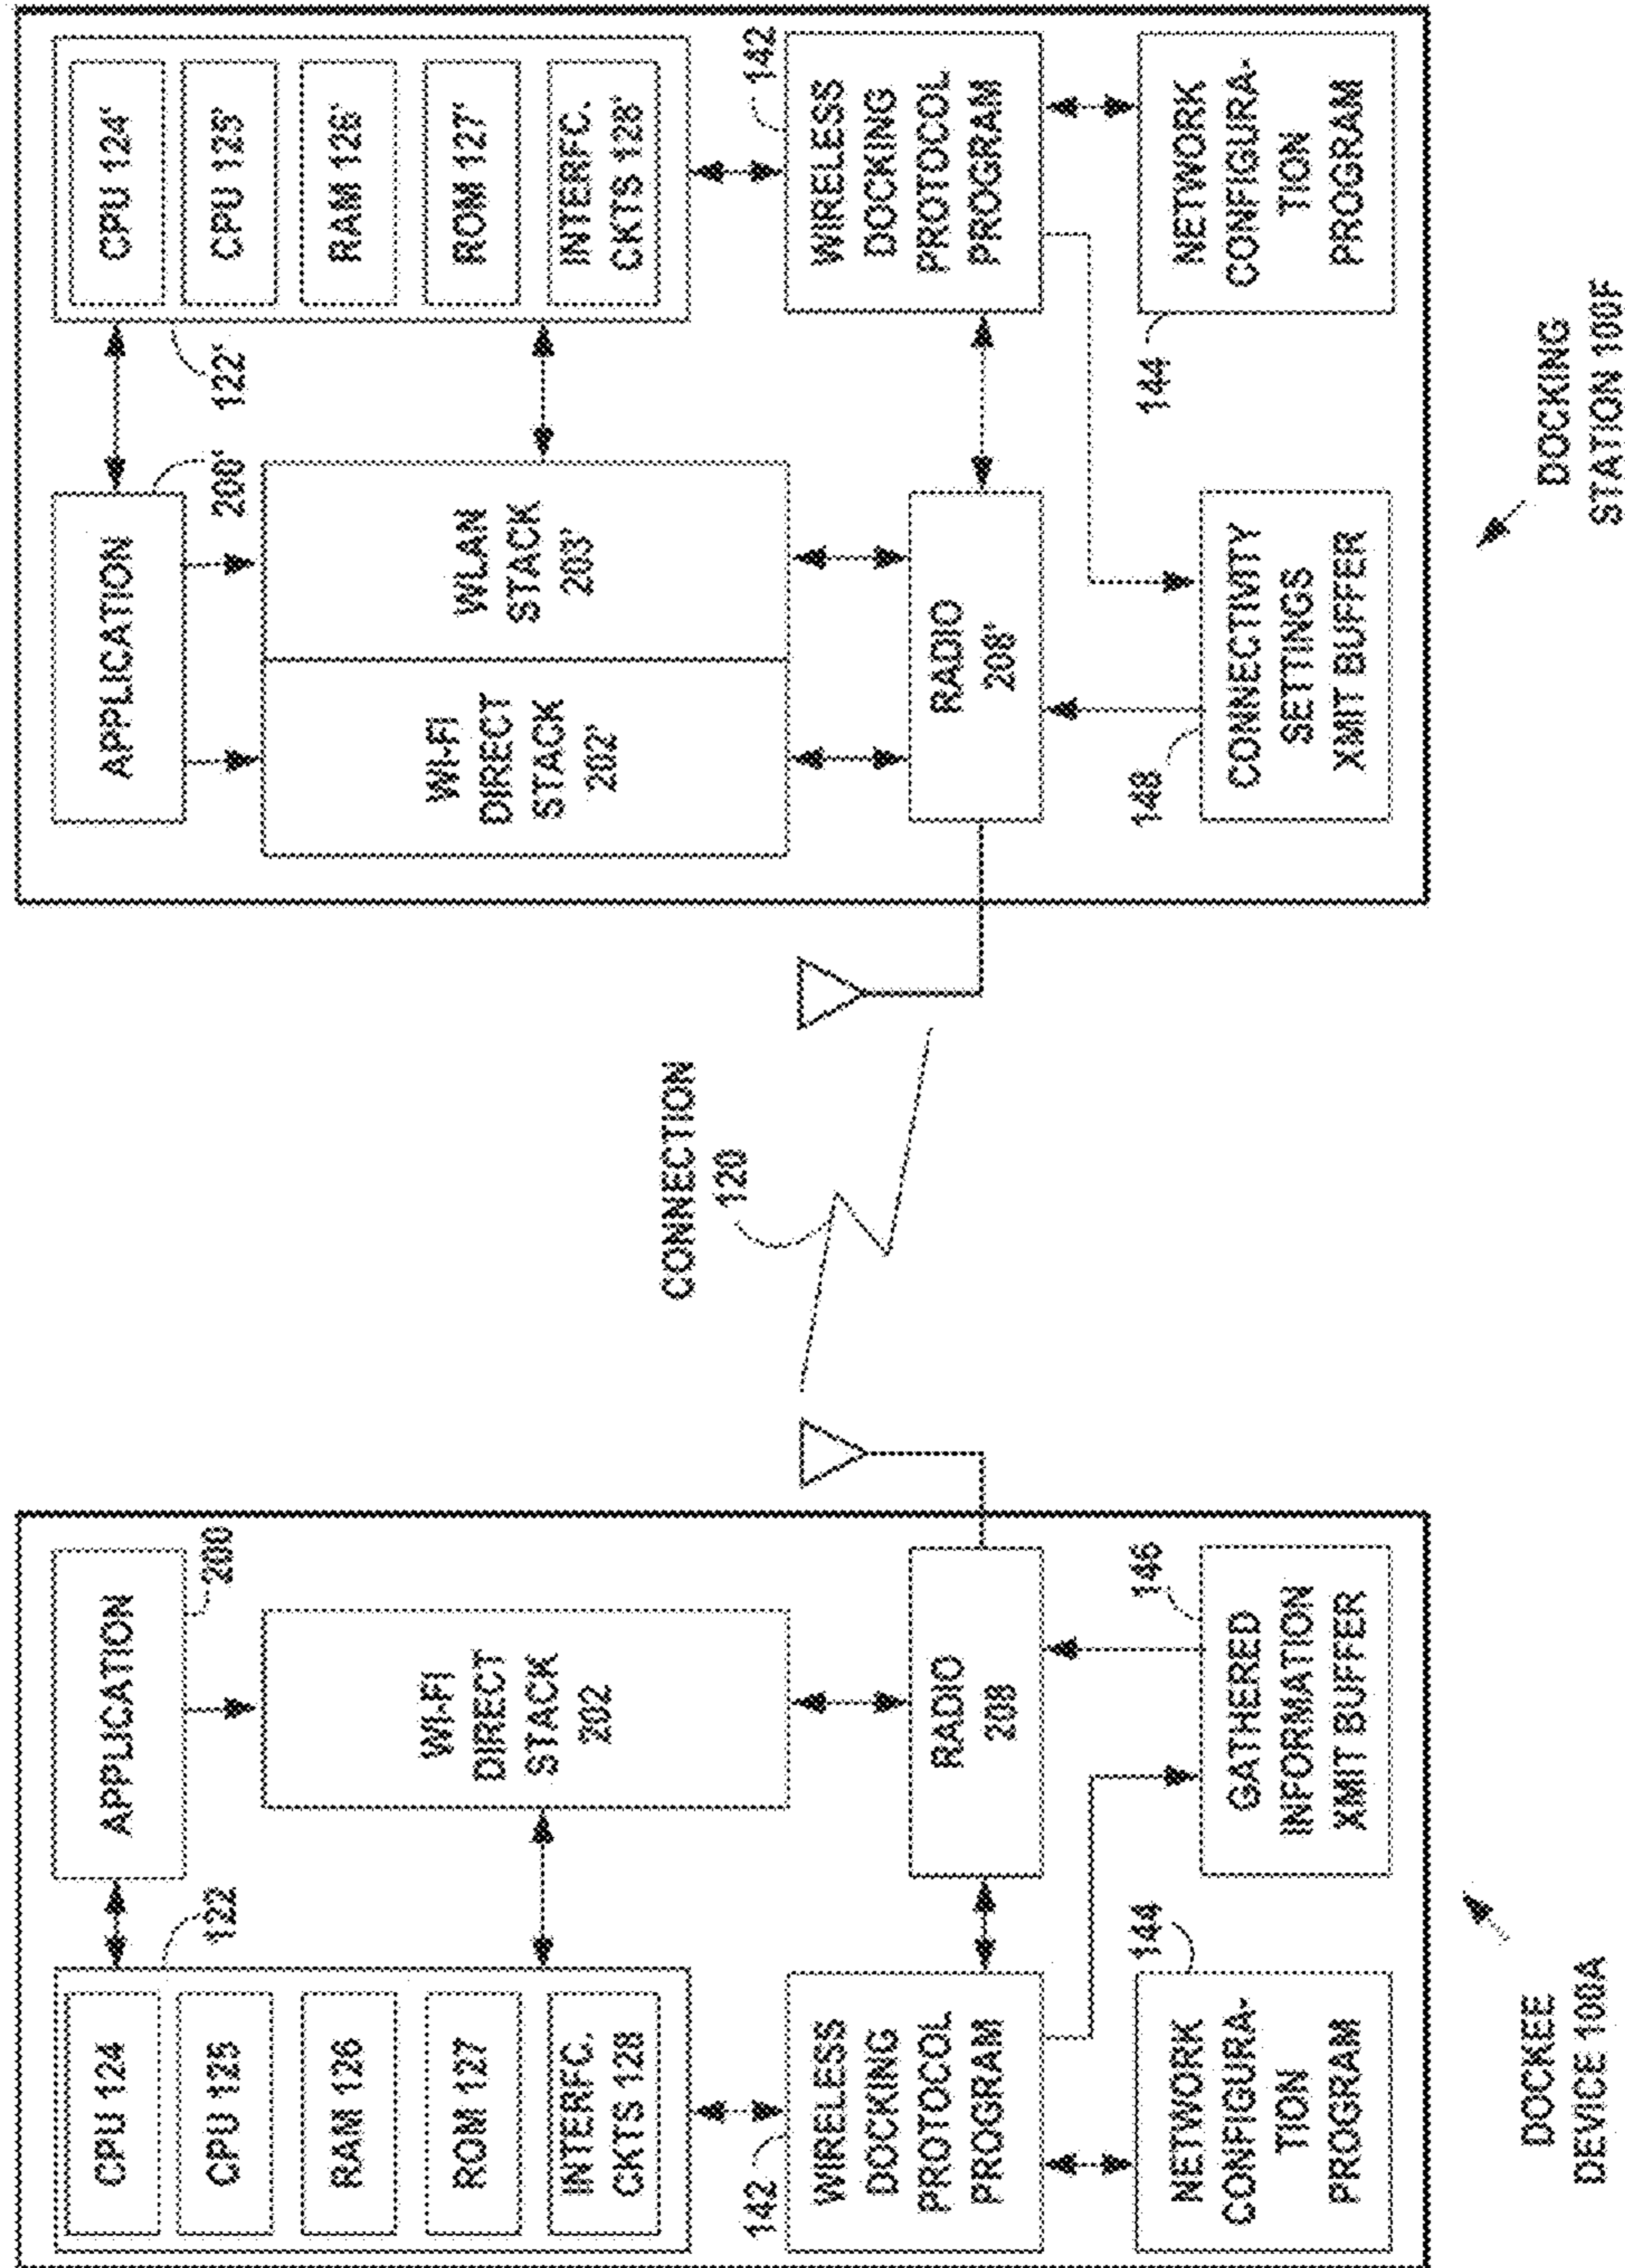 CPU 124
CPU 125
RAM 126
ROM 127
INTERFC.
CKTS 128
122
APPLICATION
200
WI-FI
DIRECT
STACK
202
142
WIRELESS
DOCKING
PROTOCOL
PROGRAM
RADIO
208
144
NETWORK
CONFIGURA-
TION
PROGRAM
146
GATHERED
INFORMATION
XMIT BUFFER
DOCKEE
DEVICE 100A
CONNECTION
120
APPLICATION
200'
122'
CPU 124'
CPU 125'
RAM 126'
ROM 127'
INTERFC.
CKTS 128'
WI-FI
DIRECT
STACK
202'
WLAN
STACK
203'
RADIO
208'
142
WIRELESS
DOCKING
PROTOCOL
PROGRAM
148
CONNECTIVITY
SETTINGS
XMIT BUFFER
144
NETWORK
CONFIGURA-
TION
PROGRAM
DOCKING
STATION 100F